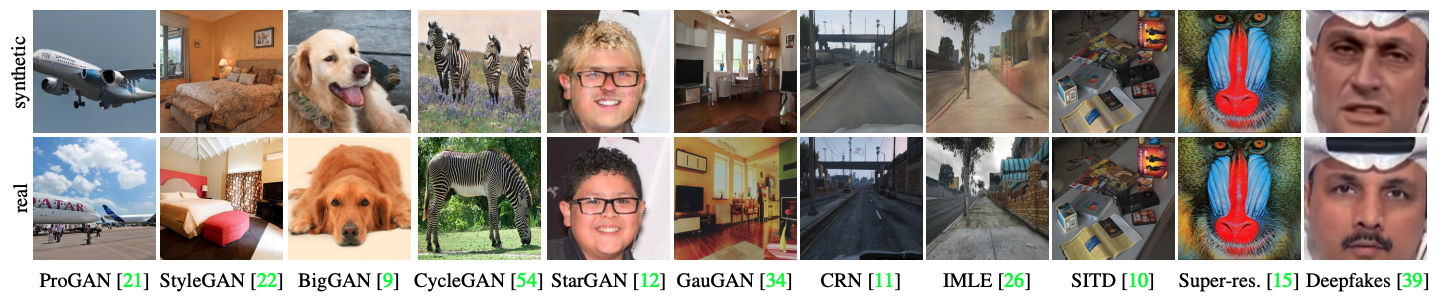 synthetic
real
QATAR
ProGAN [21] StyleGAN [22] BigGAN [9] CycleGAN [54] StarGAN [12] GauGAN [34] CRN [11] IMLE [26] SITD [10] Super-res. [15] Deepfakes [39]